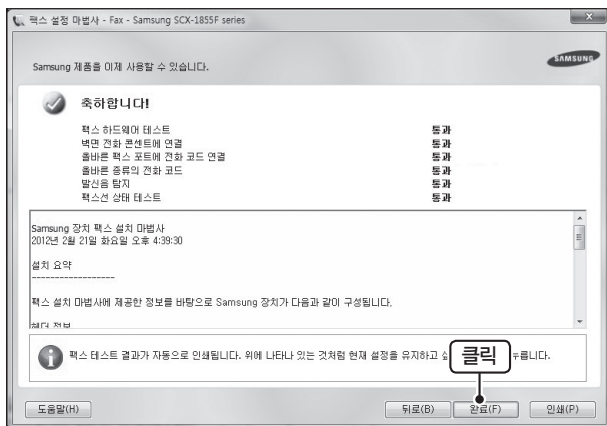 팩스 설정 마법사 - Fax - Samsung SCX-1855F series
Samsung 제품을 이제 사용할 수 있습니다.
SAMSUNG
축하합니다!
팩스 하드웨어 테스트 통과
벽면 전화 콘센트에 연결 통과
올바른 팩스 포트에 전화 코드 연결 통과
올바른 종류의 전화 코드 통과
발신음 탐지 통과
팩스선 상태 테스트 통과
Samsung 장치 팩스 설치 마법사
2012년 2월 21일 화요일 오후 4:39:30
설치 요약
------------------
팩스 설치 마법사에 제공한 정보를 바탕으로 Samsung 장치가 다음과 같이 구성됩니다.
헤더 정보
팩스 테스트 결과가 자동으로 인쇄됩니다. 위에 나타나 있는 것처럼 현재 설정을 유지하고
클릭
도움말(H) 뒤로(B) 완료(F) 인쇄(P)